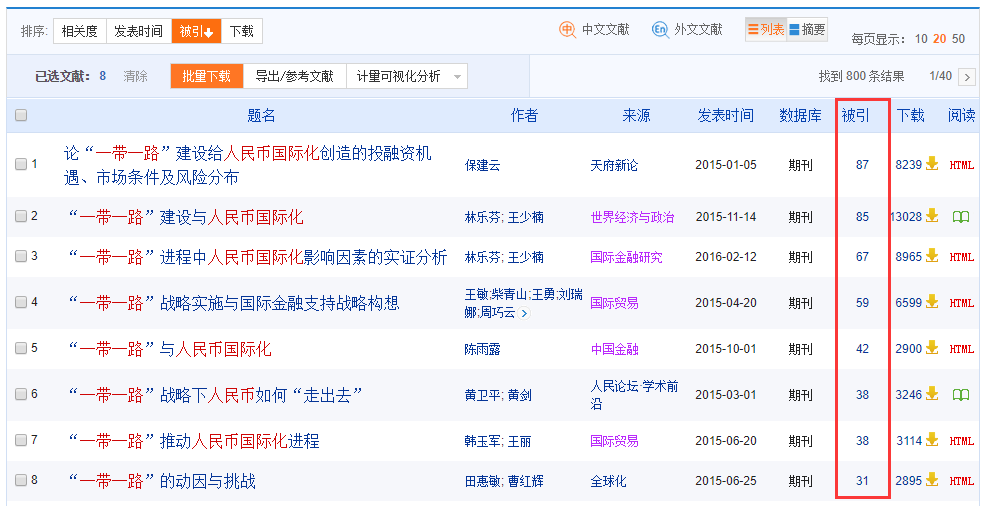 排序: 相关度 发表时间 被引 下载 中文文献 En 外文文献 列表 摘要 每页显示: 10 20 50
已选文献: 8 清除 批量下载 导出/参考文献 计量可视化分析 找到 800 条结果 1/40
题名 作者 来源 发表时间 数据库 被引 下载 阅读
1 论“一带一路”建设给人民币国际化创造的投融资机
遇、市场条件及风险分布 保建云 天府新论 2015-01-05 期刊 87 8239 HTML
2 “一带一路”建设与人民币国际化 林乐芬; 王少楠 世界经济与政治 2015-11-14 期刊 85 13028
3 “一带一路”进程中人民币国际化影响因素的实证分析 林乐芬; 王少楠 国际金融研究 2016-02-12 期刊 67 8965 HTML
4 “一带一路”战略实施与国际金融支持战略构想 王敏;柴青山;王勇;刘瑞
娜;周巧云 国际贸易 2015-04-20 期刊 59 6599 HTML
5 “一带一路”与人民币国际化 陈雨露 中国金融 2015-10-01 期刊 42 2900 HTML
6 “一带一路”战略下人民币如何“走出去” 黄卫平; 黄剑 人民论坛·学术前
沿 2015-03-01 期刊 38 3246
7 “一带一路”推动人民币国际化进程 韩玉军; 王丽 国际贸易 2015-06-20 期刊 38 3114 HTML
8 “一带一路”的动因与挑战 田惠敏; 曹红辉 全球化 2015-06-25 期刊 31 2895 HTML